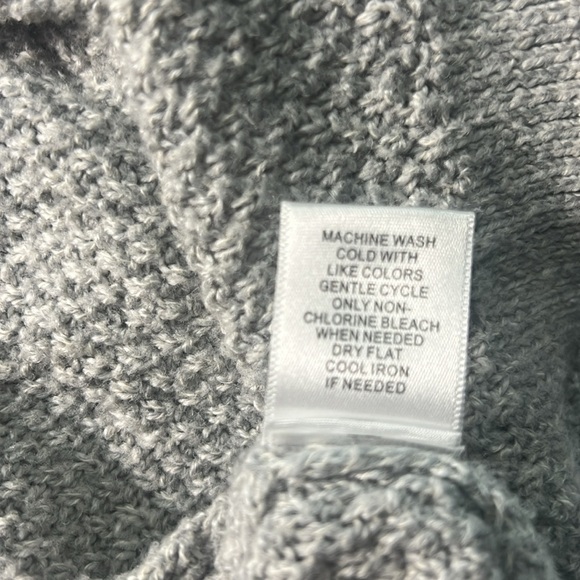 MACHINE WASH
COLD WITH
LIKE COLORS
GENTLE CYCLE
ONLY NON-
CHLORINE BLEACH
WHEN NEEDED
DRY FLAT
COOL IRON
IF NEEDED